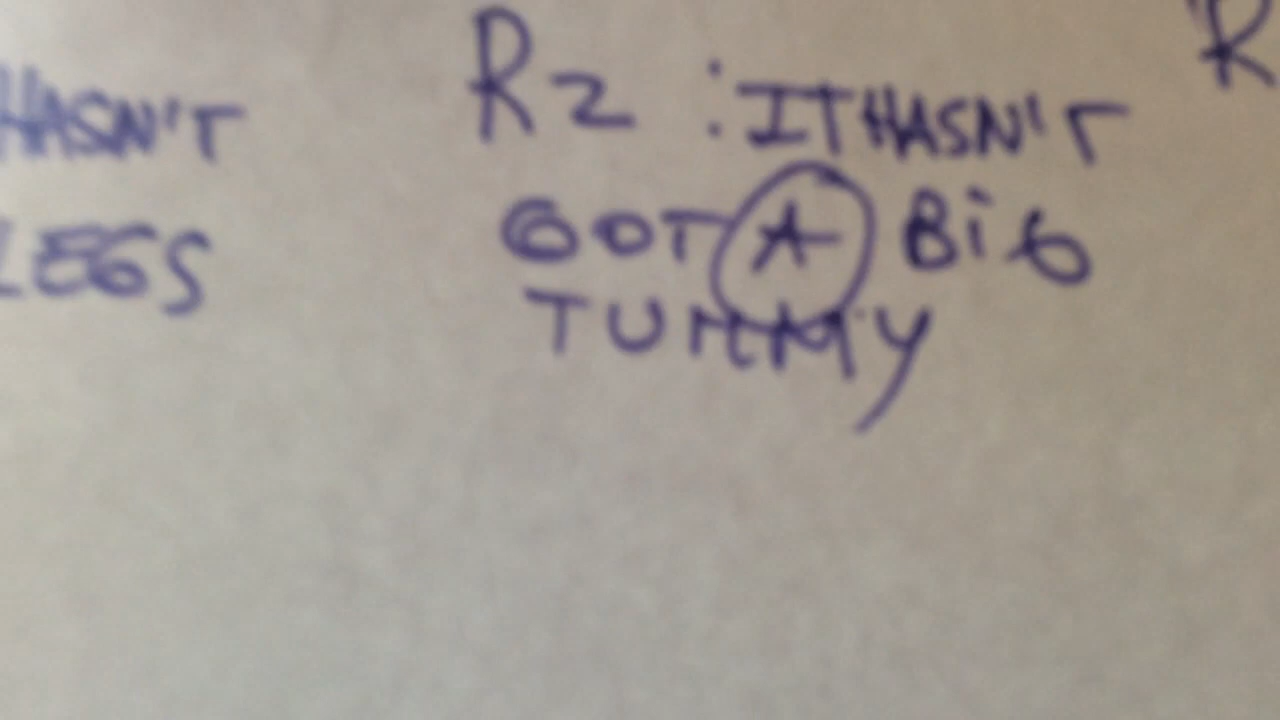 HASN'T
LEGS
R2 : IT HASN'T
GOT A BiG
TUMMY
R